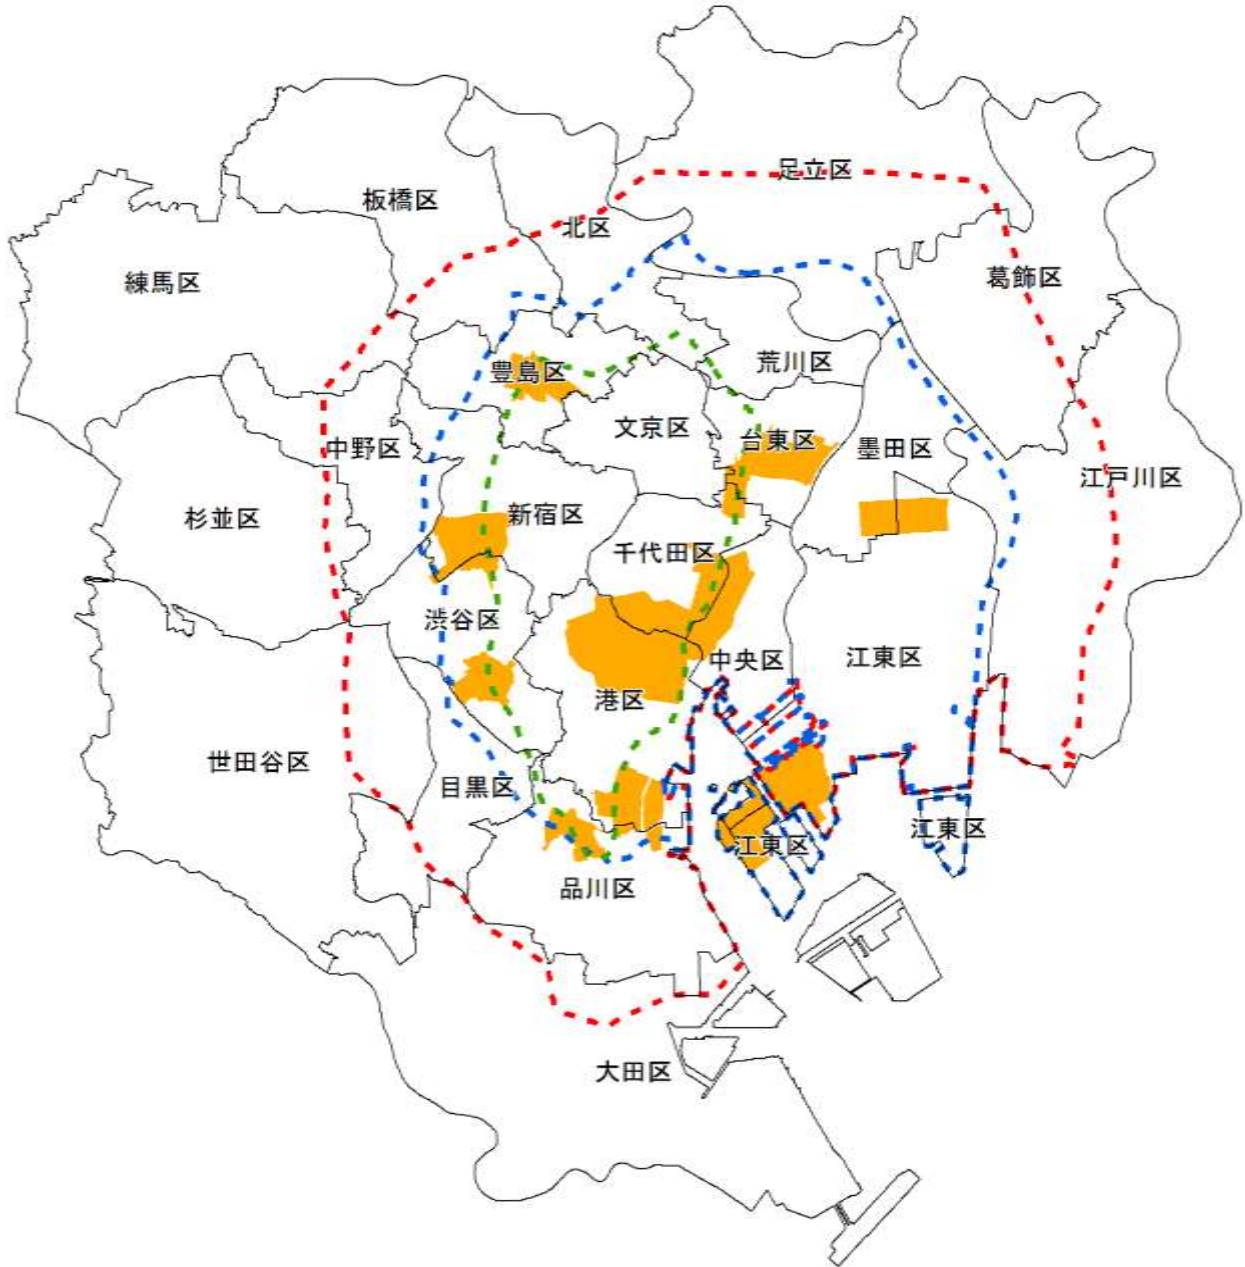 足立区
板橋区
北区
練馬区
葛飾区
荒川区
豊島区
文京区
台東区
墨田区
中野区
江戸川区
杉並区
新宿区
千代田区
渋谷区
中央区
江東区
港区
世田谷区
目黒区
江東区
江東区
品川区
大田区